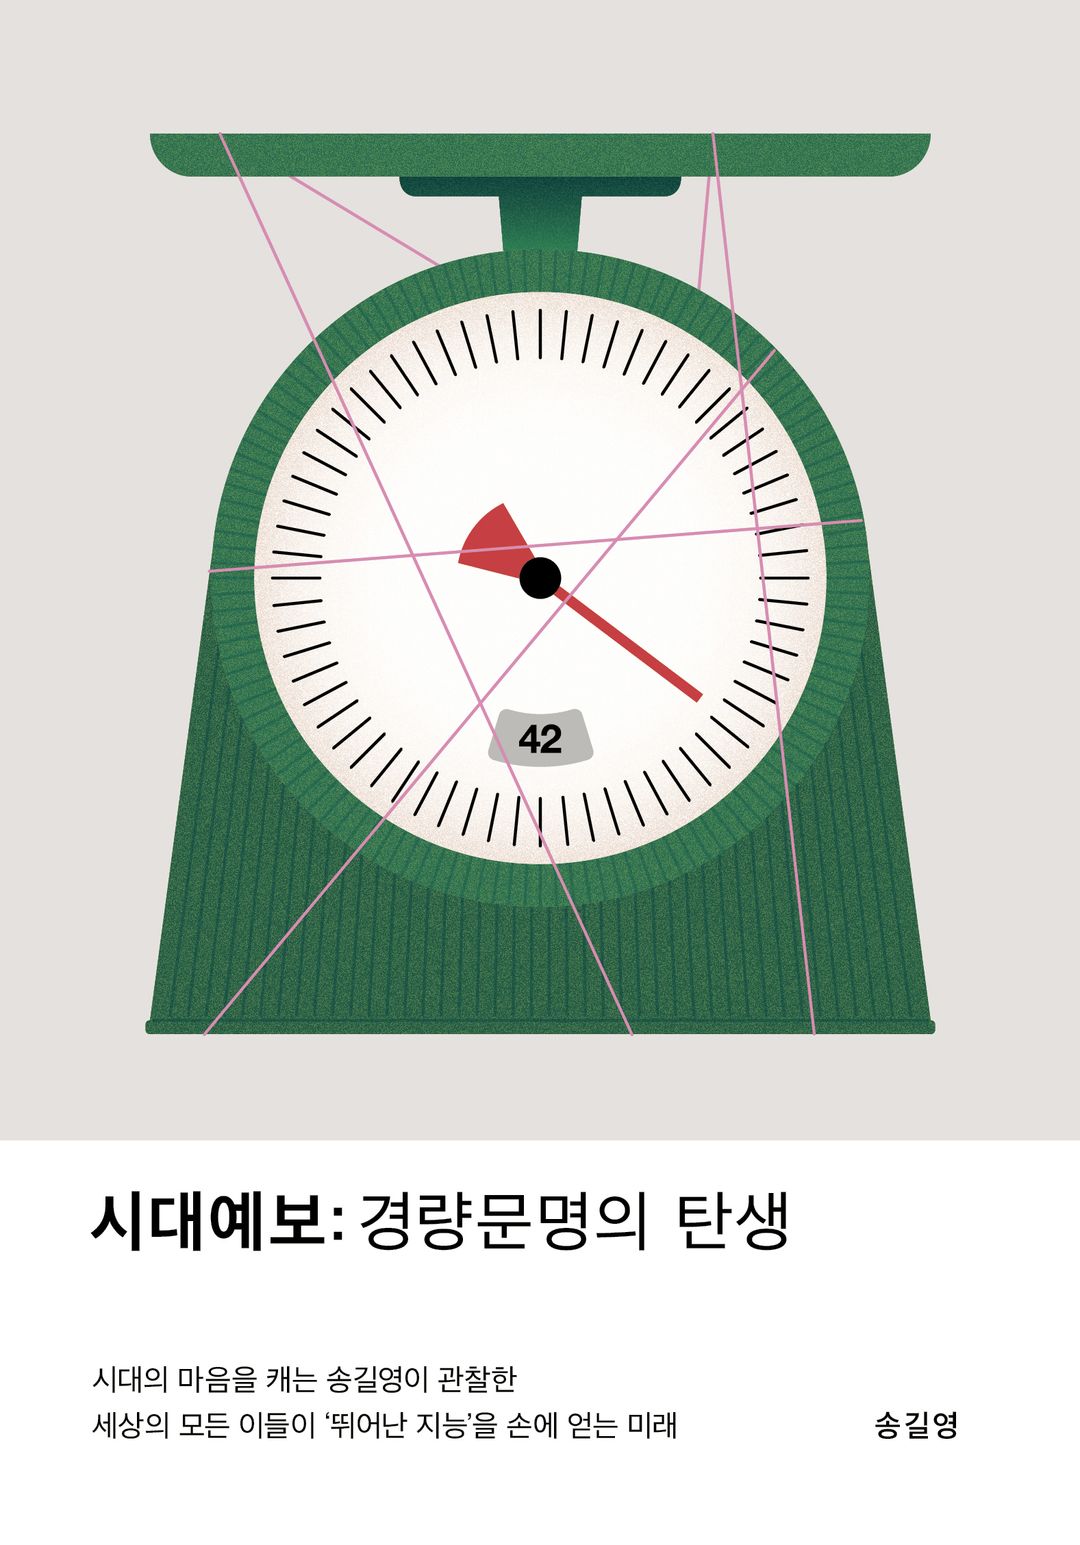 42
시대예보: 경량문명의 탄생
시대의 마음을 캐는 송길영이 관찰한
세상의 모든 이들이 ‘뛰어난 지능’을 손에 얻는 미래
송길영